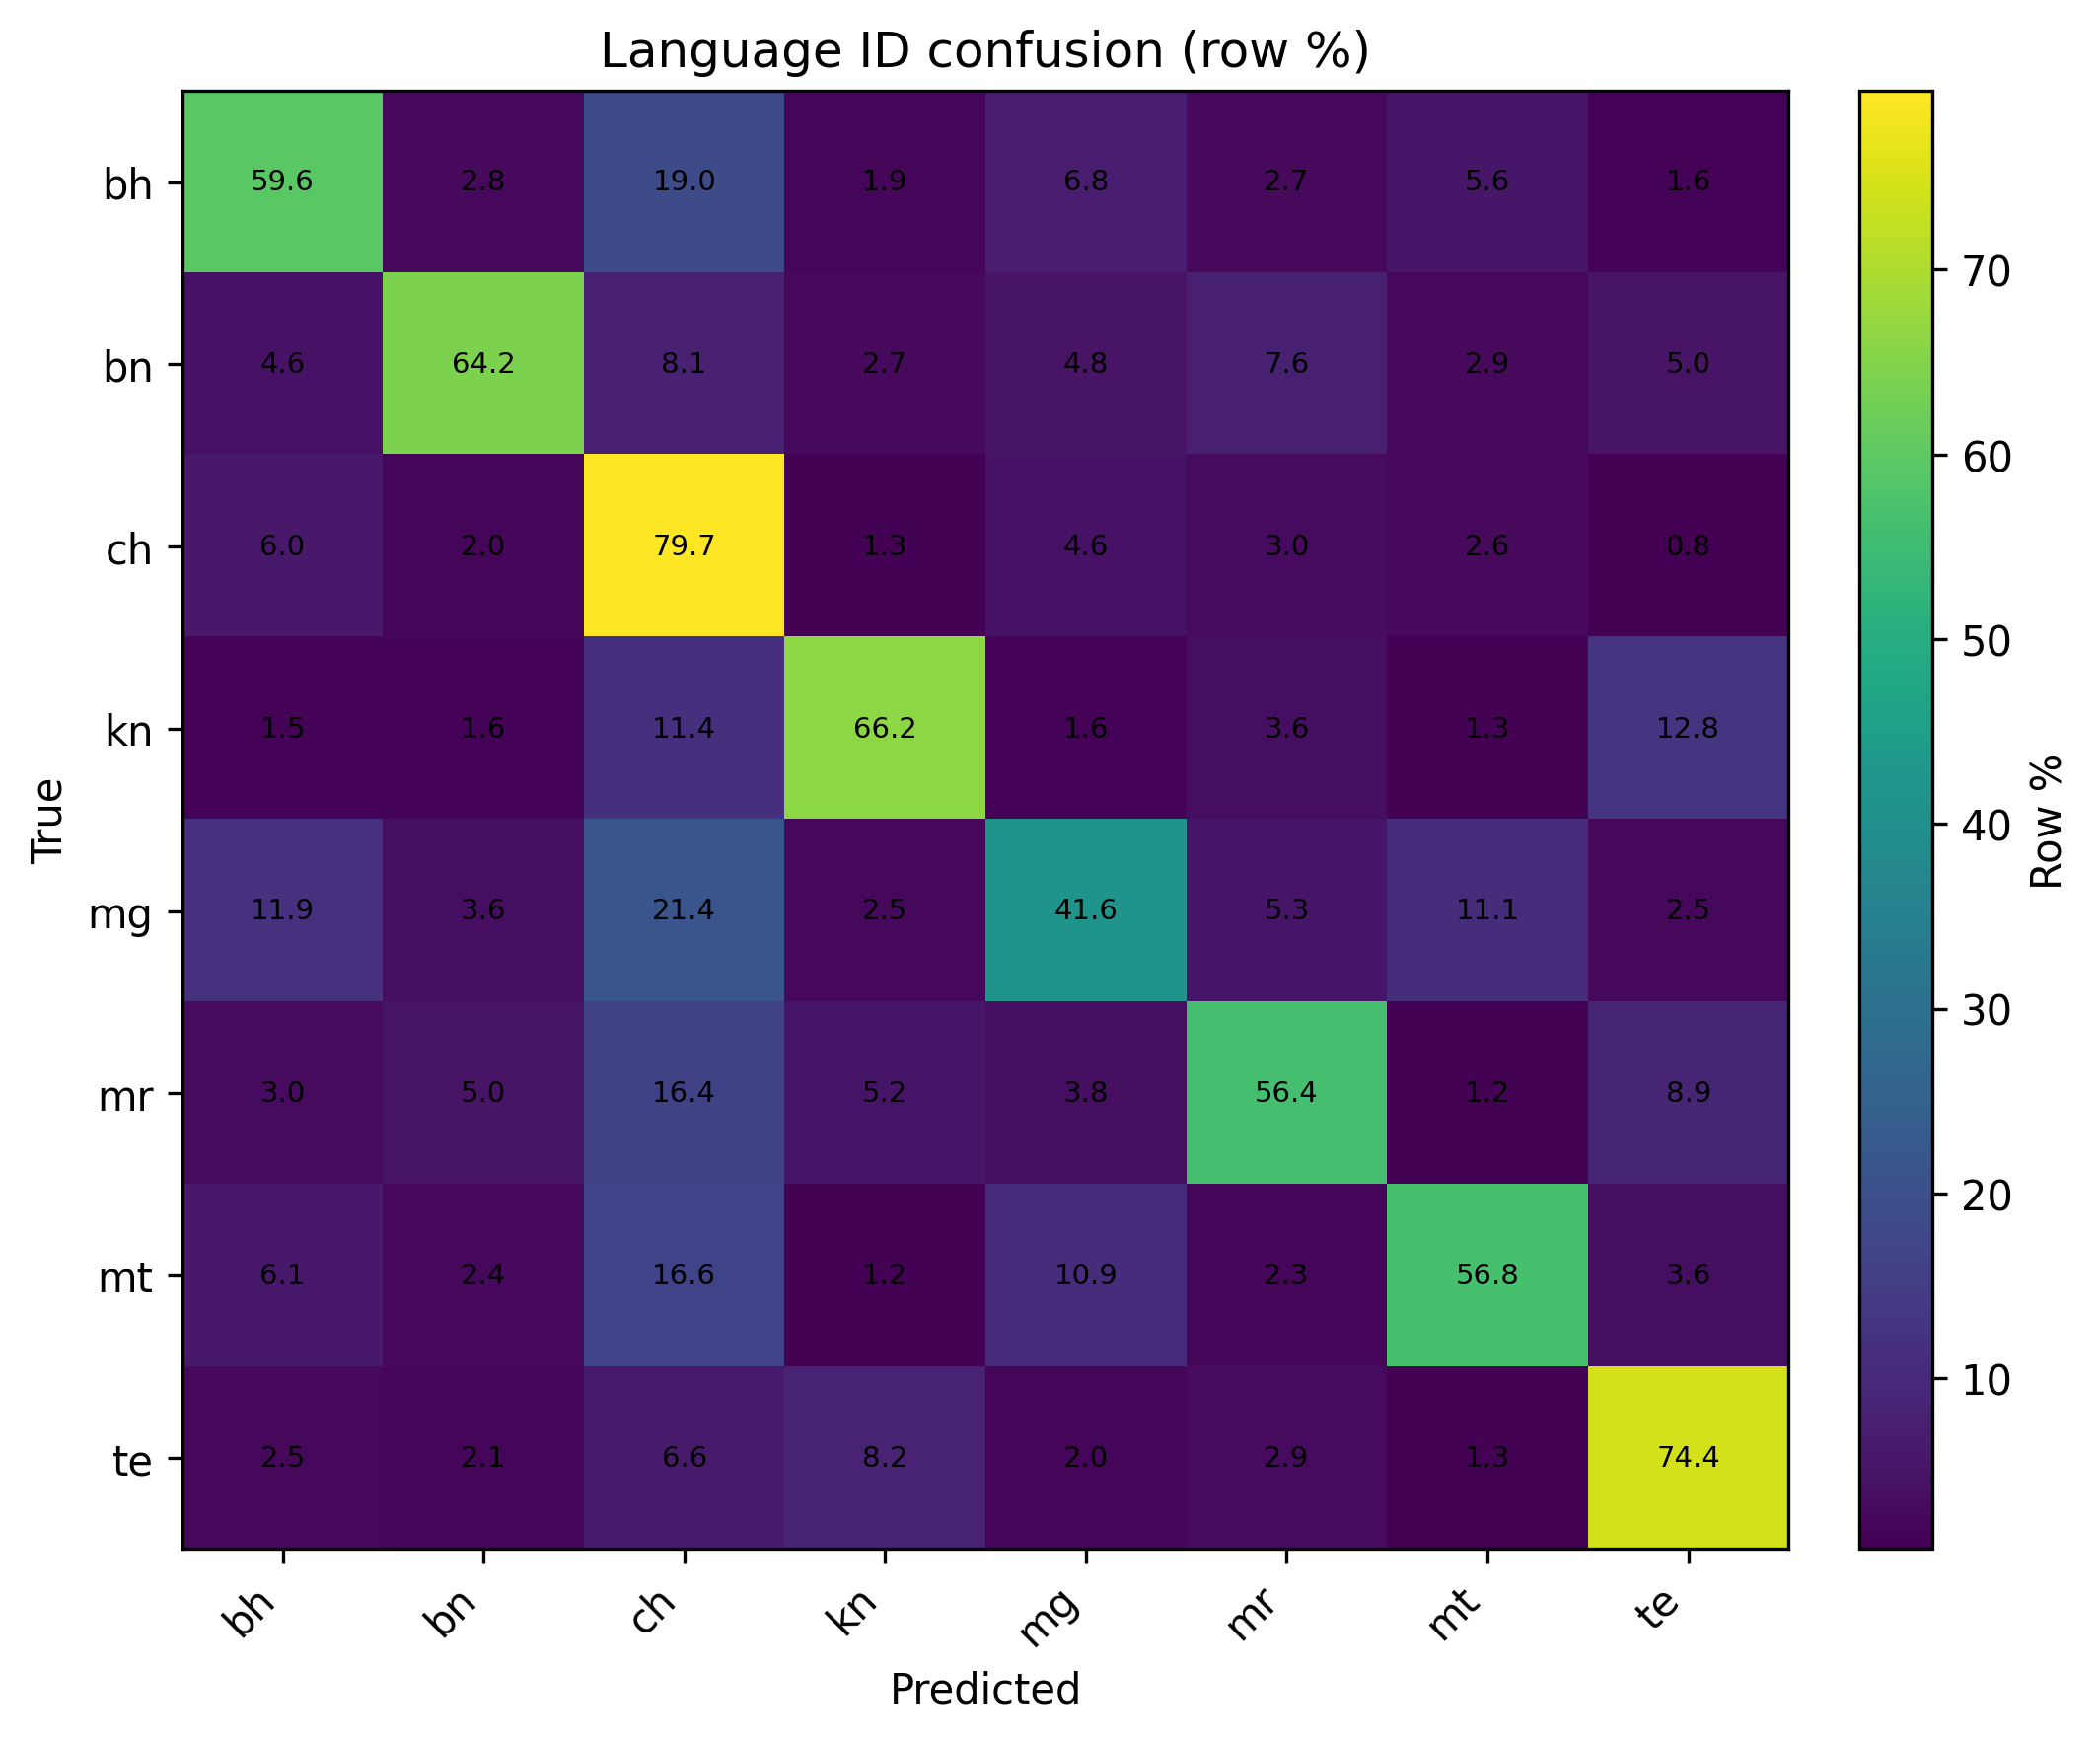 Language ID confusion (row %)
bh 59.6 2.8 19.0 1.9 6.8 2.7 5.6 1.6
bn 4.6 64.2 8.1 2.7 4.8 7.6 2.9 5.0
ch 6.0 2.0 79.7 1.3 4.6 3.0 2.6 0.8
kn 1.5 1.6 11.4 66.2 1.6 3.6 1.3 12.8
mg 11.9 3.6 21.4 2.5 41.6 5.3 11.1 2.5
mr 3.0 5.0 16.4 5.2 3.8 56.4 1.2 8.9
mt 6.1 2.4 16.6 1.2 10.9 2.3 56.8 3.6
te 2.5 2.1 6.6 8.2 2.0 2.9 1.3 74.4
True
bh bn ch kn mg mr mt te
Predicted
70
60
50
40
30
20
10
Row %